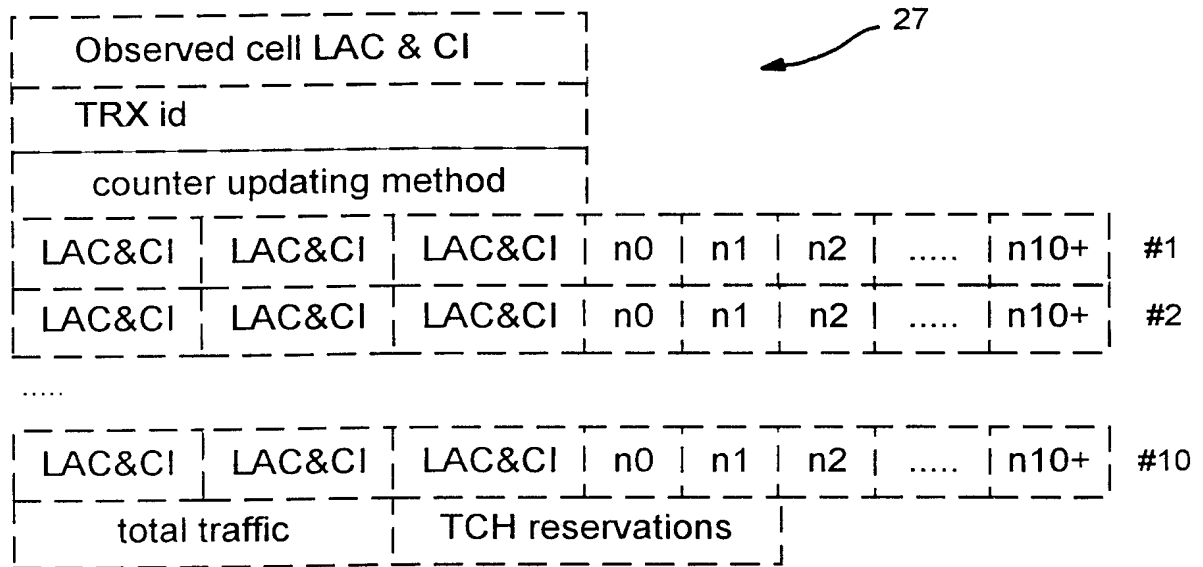 27
Observed cell LAC & CI
TRX id
counter updating method
LAC&CI LAC&CI LAC&CI n0 n1 n2 ..... n10+ #1
LAC&CI LAC&CI LAC&CI n0 n1 n2 ..... n10+ #2
.....
LAC&CI LAC&CI LAC&CI n0 n1 n2 ..... n10+ #10
total traffic TCH reservations